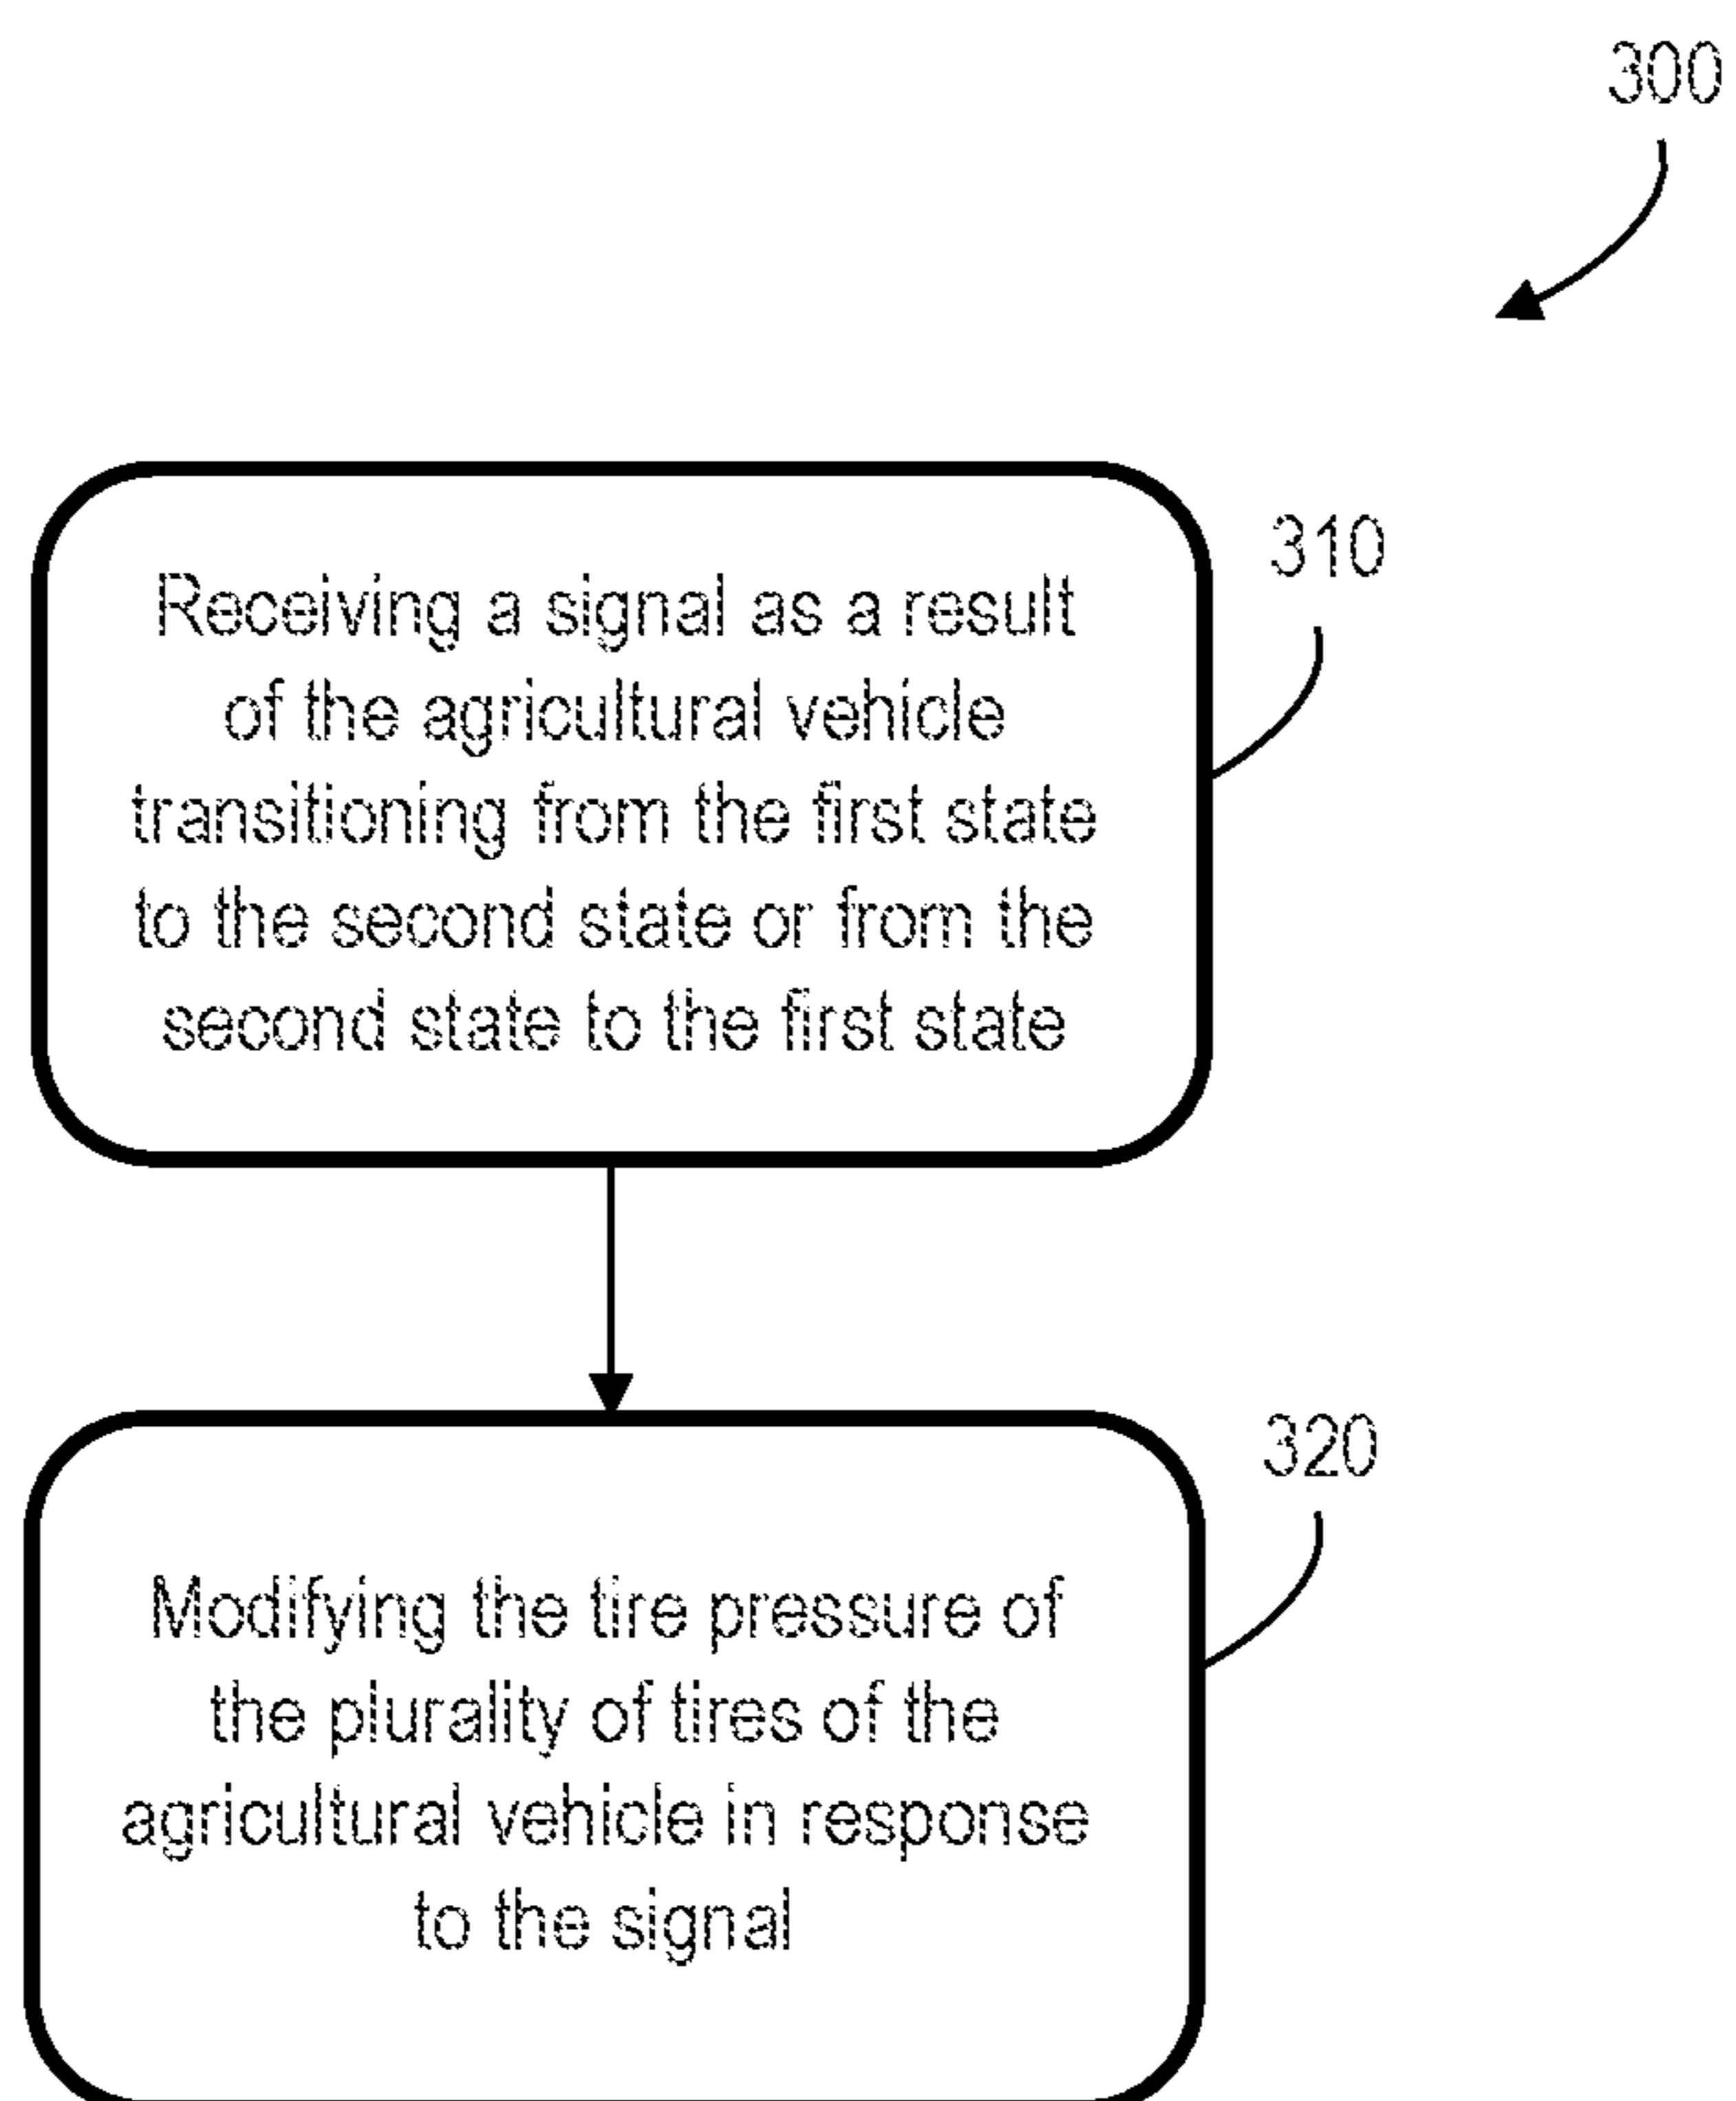 300
310
Receiving a signal as a result
of the agricultural vehicle
transitioning from the first state
to the second state or from the
second state to the first state
320
Modifying the tire pressure of
the plurality of tires of the
agricultural vehicle in response
to the signal